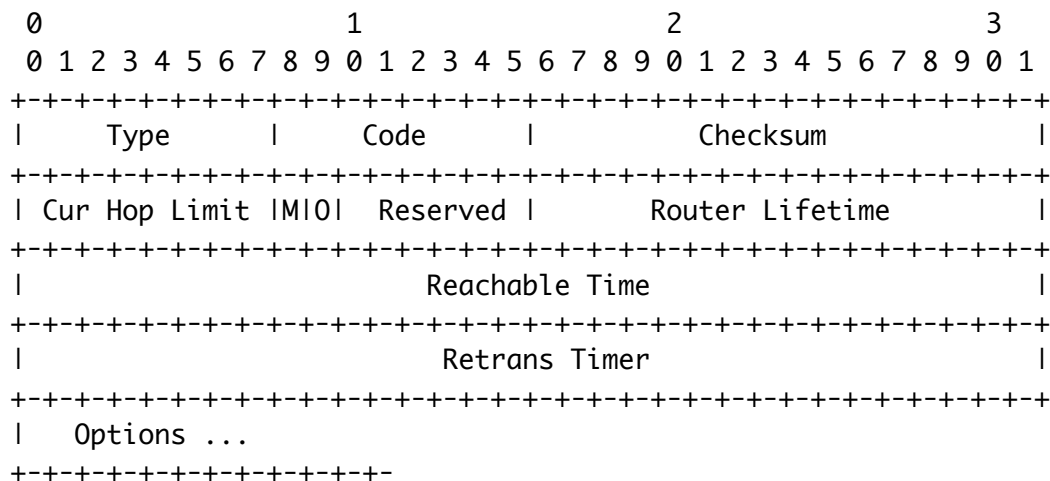 0                   1                   2                   3
 0 1 2 3 4 5 6 7 8 9 0 1 2 3 4 5 6 7 8 9 0 1 2 3 4 5 6 7 8 9 0 1
+-+-+-+-+-+-+-+-+-+-+-+-+-+-+-+-+-+-+-+-+-+-+-+-+-+-+-+-+-+-+-+-+
|     Type      |     Code      |          Checksum             |
+-+-+-+-+-+-+-+-+-+-+-+-+-+-+-+-+-+-+-+-+-+-+-+-+-+-+-+-+-+-+-+-+
| Cur Hop Limit |M|O|  Reserved |       Router Lifetime         |
+-+-+-+-+-+-+-+-+-+-+-+-+-+-+-+-+-+-+-+-+-+-+-+-+-+-+-+-+-+-+-+-+
|                         Reachable Time                        |
+-+-+-+-+-+-+-+-+-+-+-+-+-+-+-+-+-+-+-+-+-+-+-+-+-+-+-+-+-+-+-+-+
|                          Retrans Timer                        |
+-+-+-+-+-+-+-+-+-+-+-+-+-+-+-+-+-+-+-+-+-+-+-+-+-+-+-+-+-+-+-+-+
|   Options ...
+-+-+-+-+-+-+-+-+-+-+-+-